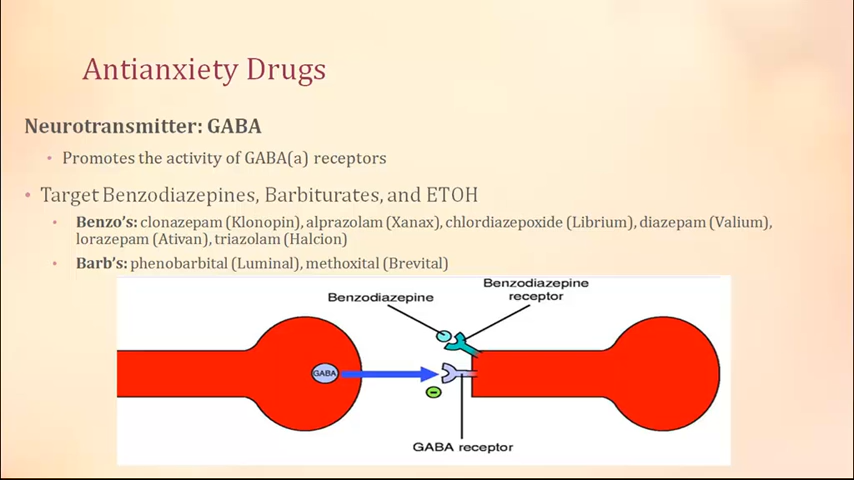 Antianxiety Drugs
Neurotransmitter: GABA
• Promotes the activity of GABA(a) receptors
• Target Benzodiazepines, Barbiturates, and ETOH
• Benzo's: clonazepam (Klonopin), alprazolam (Xanax), chlordiazepoxide (Librium), diazepam (Valium),
lorazepam (Ativan), triazolam (Halcion)
• Barb's: phenobarbital (Luminal), methoxital (Brevital)
Benzodiazepine
Benzodiazepine
receptor
GABA
−
GABA receptor